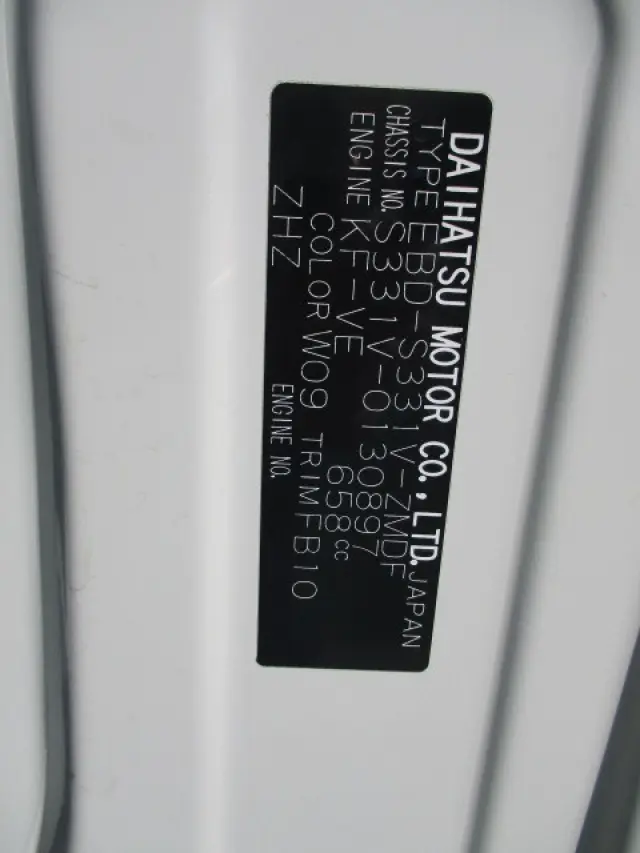 DAIHATSU MOTOR CO., LTD. JAPAN
TYPE EBD-S331V-ZMDF
CHASSIS NO. S331V-0130897
ENGINE KF-VE 658cc
COLOR W09 TRIM FB10
ZHZ ENGINE NO.